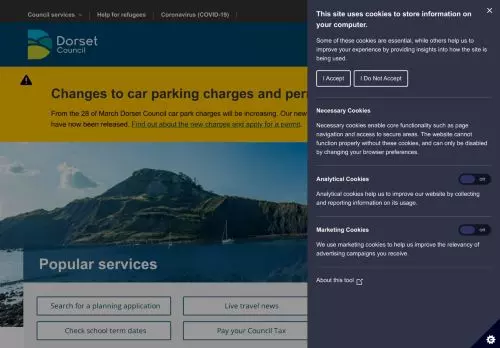 Council services
Help for refugees
Coronavirus (COVID-19)
Dorset
Council
Changes to car parking charges and per
From the 28 of March Dorset Council car park charges will be increasing. Our new
have now been released. Find out about the new charges and apply for a permit.
Popular services
Search for a planning application
Live travel news
Check school term dates
Pay your Council Tax
This site uses cookies to store information on
your computer.
Some of these cookies are essential, while others help us to
improve your experience by providing insights into how the site is
being used.
I Accept
I Do Not Accept
Necessary Cookies
Necessary cookies enable core functionality such as page
navigation and access to secure areas. The website cannot
function properly without these cookies, and can only be disabled
by changing your browser preferences.
Analytical Cookies
Off
Analytical cookies help us to improve our website by collecting
and reporting information on its usage.
Marketing Cookies
Off
We use marketing cookies to help us improve the relevancy of
advertising campaigns you receive.
About this tool